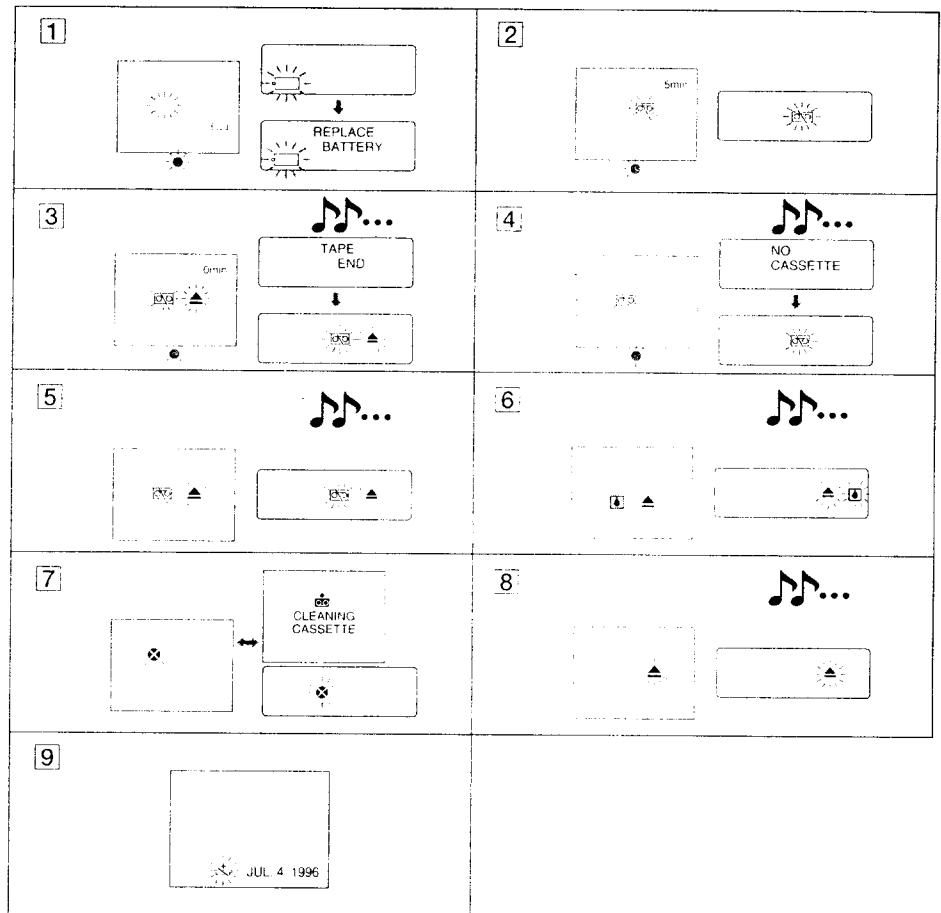 1
REPLACE
BATTERY
2
5min
3
TAPE
END
0min
4
NO
CASSETTE
5
6
7
CLEANING
CASSETTE
8
9
JUL. 4 1996